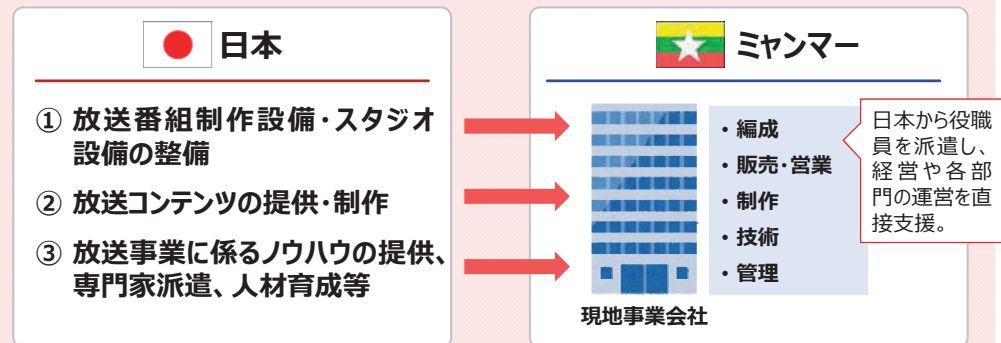 日本
① 放送番組制作設備・スタジオ
設備の整備
② 放送コンテンツの提供・制作
③ 放送事業に係るノウハウの提供、
専門家派遣、人材育成等
ミャンマー
・編成
・販売・営業
・制作
・技術
・管理
現地事業会社
日本から役職
員を派遣し、
経営や各部
門の運営を直
接支援。